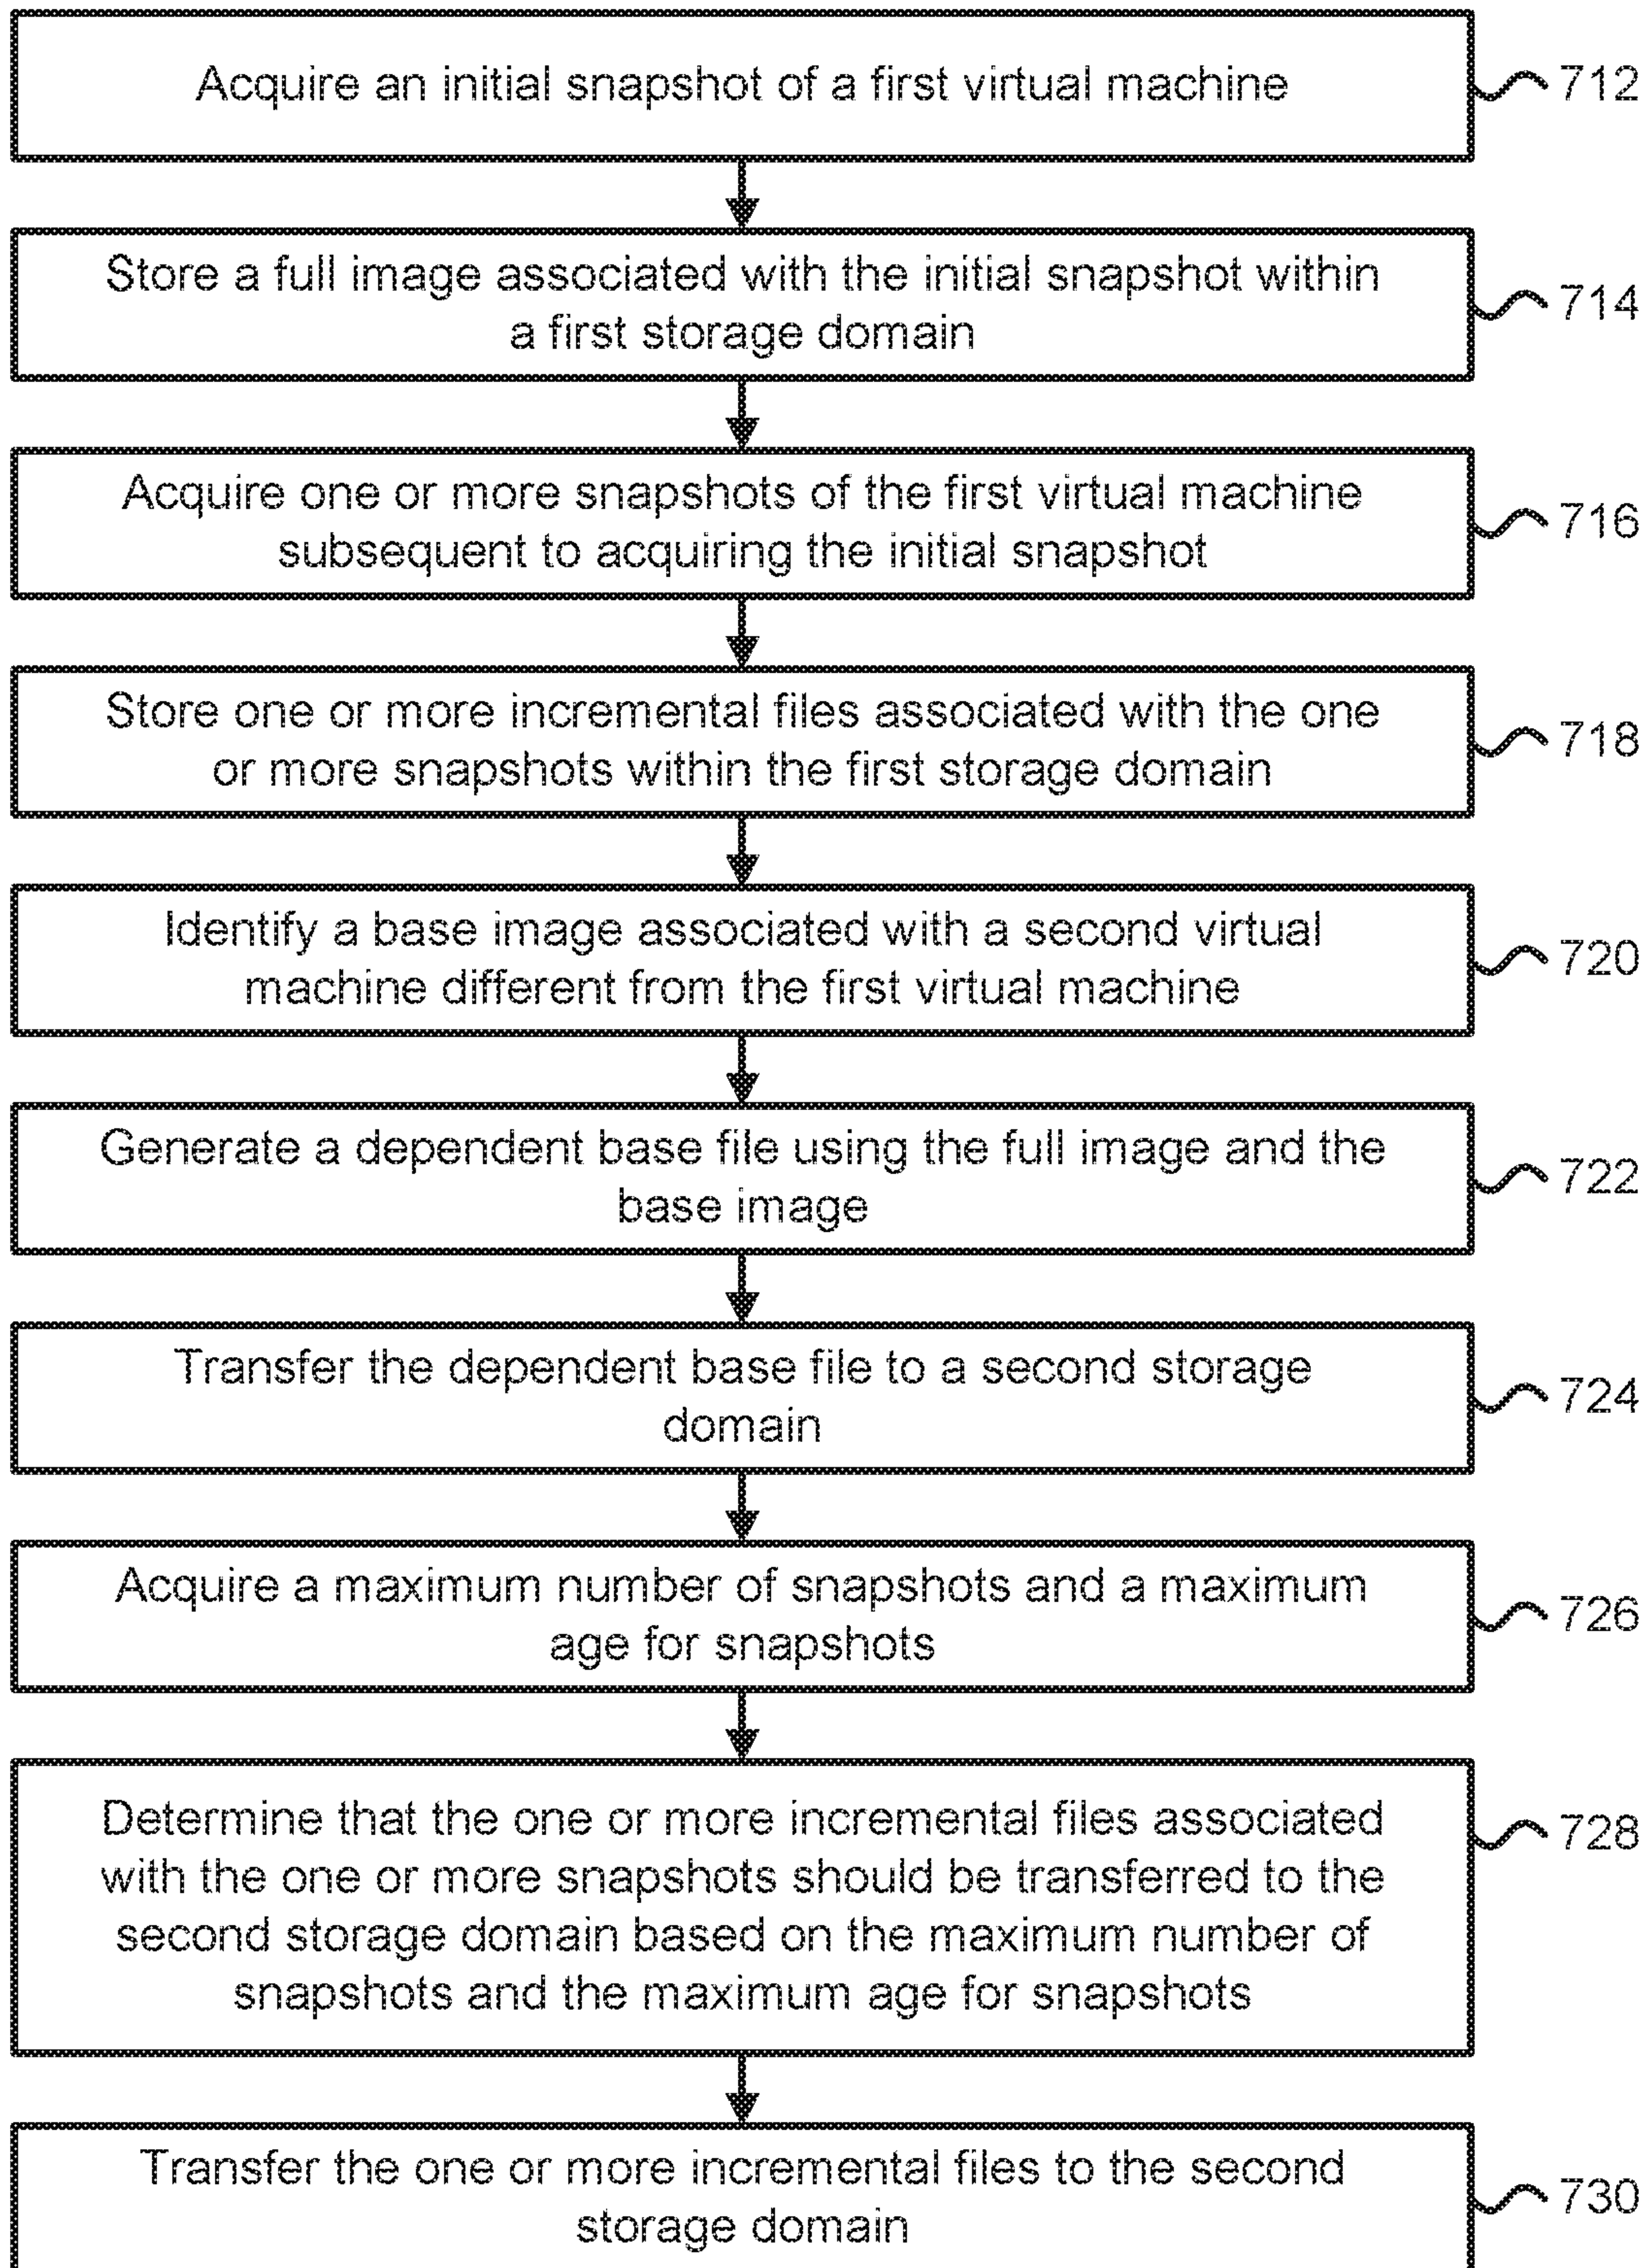 Acquire an initial snapshot of a first virtual machine
712
Store a full image associated with the initial snapshot within
a first storage domain
714
Acquire one or more snapshots of the first virtual machine
subsequent to acquiring the initial snapshot
716
Store one or more incremental files associated with the one
or more snapshots within the first storage domain
718
Identify a base image associated with a second virtual
machine different from the first virtual machine
720
Generate a dependent base file using the full image and the
base image
722
Transfer the dependent base file to a second storage
domain
724
Acquire a maximum number of snapshots and a maximum
age for snapshots
726
Determine that the one or more incremental files associated
with the one or more snapshots should be transferred to the
second storage domain based on the maximum number of
snapshots and the maximum age for snapshots
728
Transfer the one or more incremental files to the second
storage domain
730